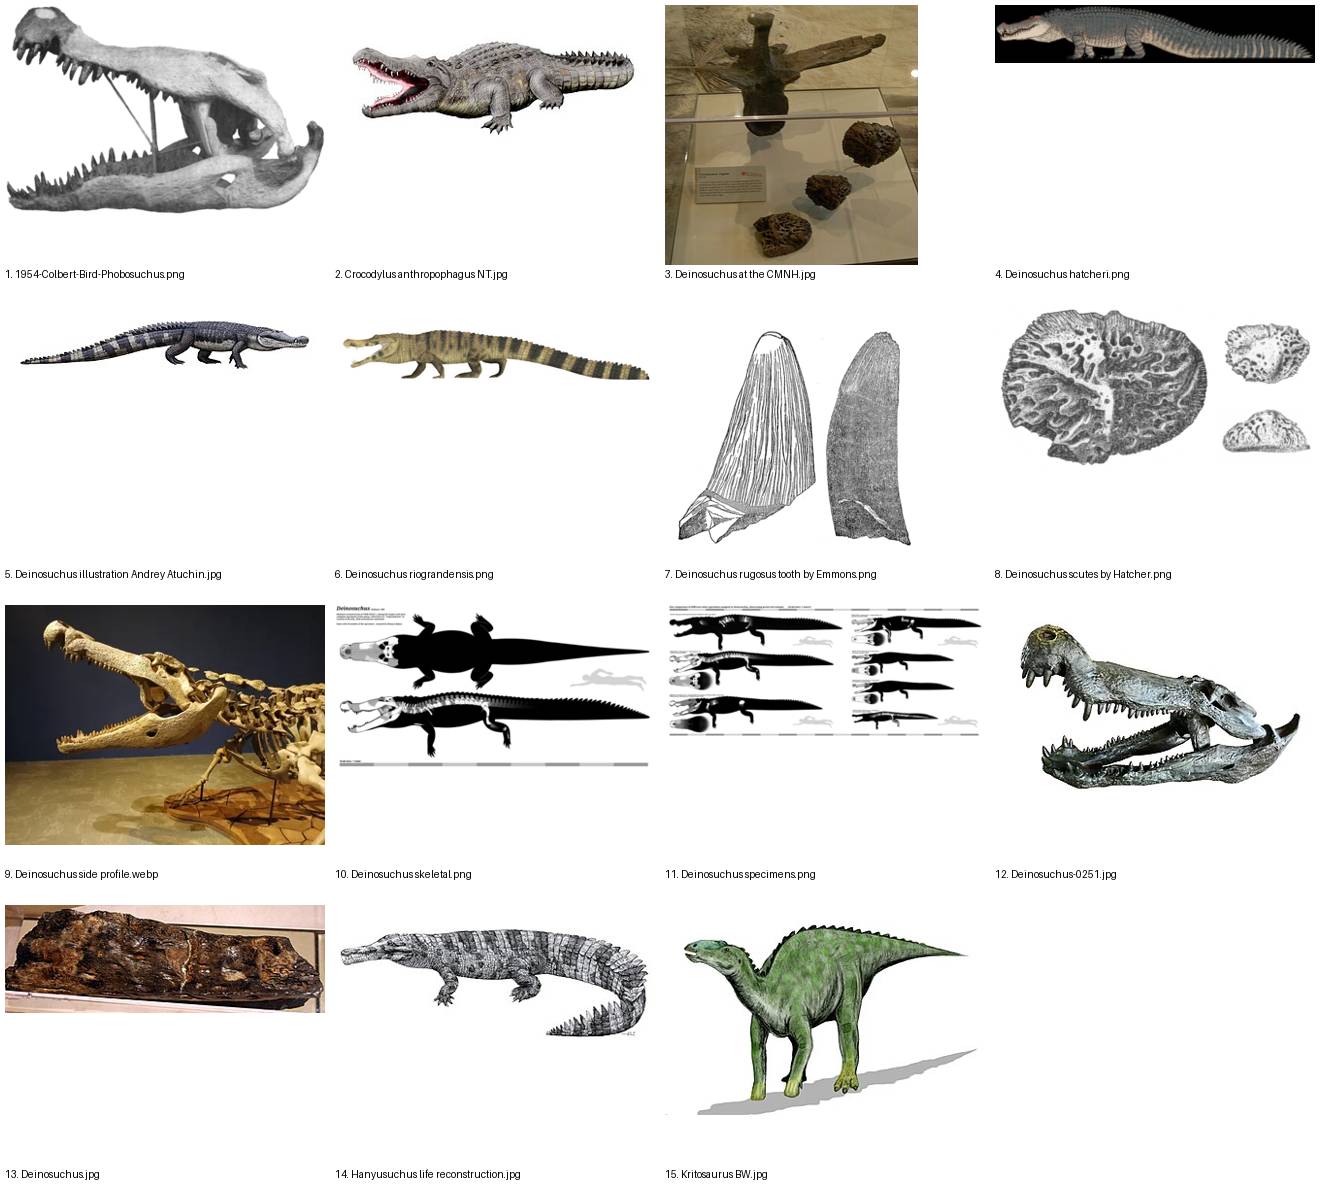 1. 1954-Colbert-Bird-Phobosuchus.png
2. Crocodylus anthropophagus NT.jpg
3. Deinosuchus at the CMNH.jpg
4. Deinosuchus hatcheri.png
5. Deinosuchus illustration Andrey Atuchin.jpg
6. Deinosuchus riograndensis.png
7. Deinosuchus rugosus tooth by Emmons.png
8. Deinosuchus scutes by Hatcher.png
Deinosuchus
9. Deinosuchus side profile.webp
10. Deinosuchus skeletal.png
11. Deinosuchus specimens.png
12. Deinosuchus-0251.jpg
13. Deinosuchus.jpg
14. Hanyusuchus life reconstruction.jpg
15. Kritosaurus BW.jpg